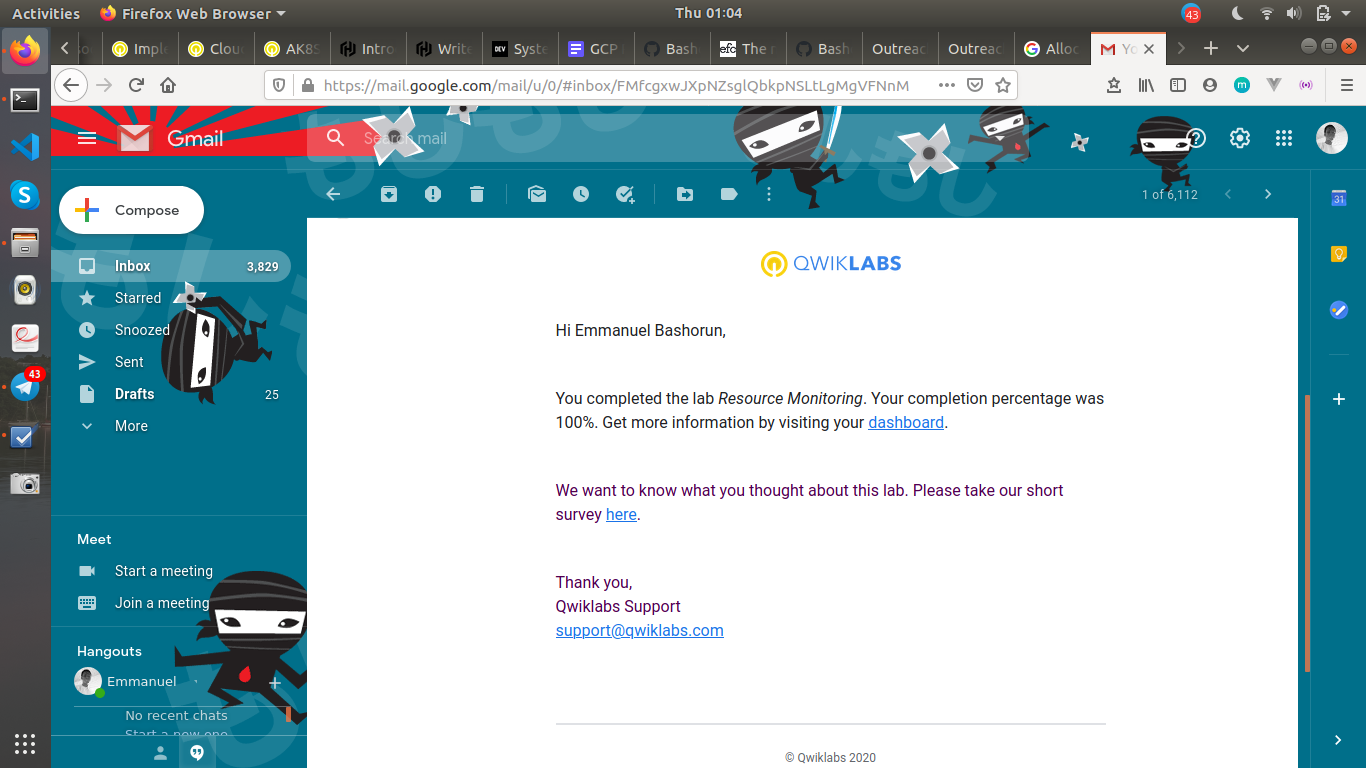 Activities
Firefox Web Browser
Thu 01:04
43
Imple
Clou
AK8S
Intro
Write
DEV
Syste
GCP
Bash
efc
The r
Bash
Outreac
Outreac
Alloc
Yo
https://mail.google.com/mail/u/0/#inbox/FMfcgxwJXpNZsglQbkpNSLtLgMgVFNnM
m
Gmail
Search mail
Compose
1 of 6,112
31
Inbox
3,829
Starred
Snoozed
Sent
Drafts
25
More
43
Meet
Start a meeting
Join a meeting
Hangouts
Emmanuel
No recent chats
Start a new one
QWIKLABS
Hi Emmanuel Bashorun,
You completed the lab Resource Monitoring. Your completion percentage was
100%. Get more information by visiting your dashboard.
We want to know what you thought about this lab. Please take our short
survey here.
Thank you,
Qwiklabs Support
support@qwiklabs.com
© Qwiklabs 2020